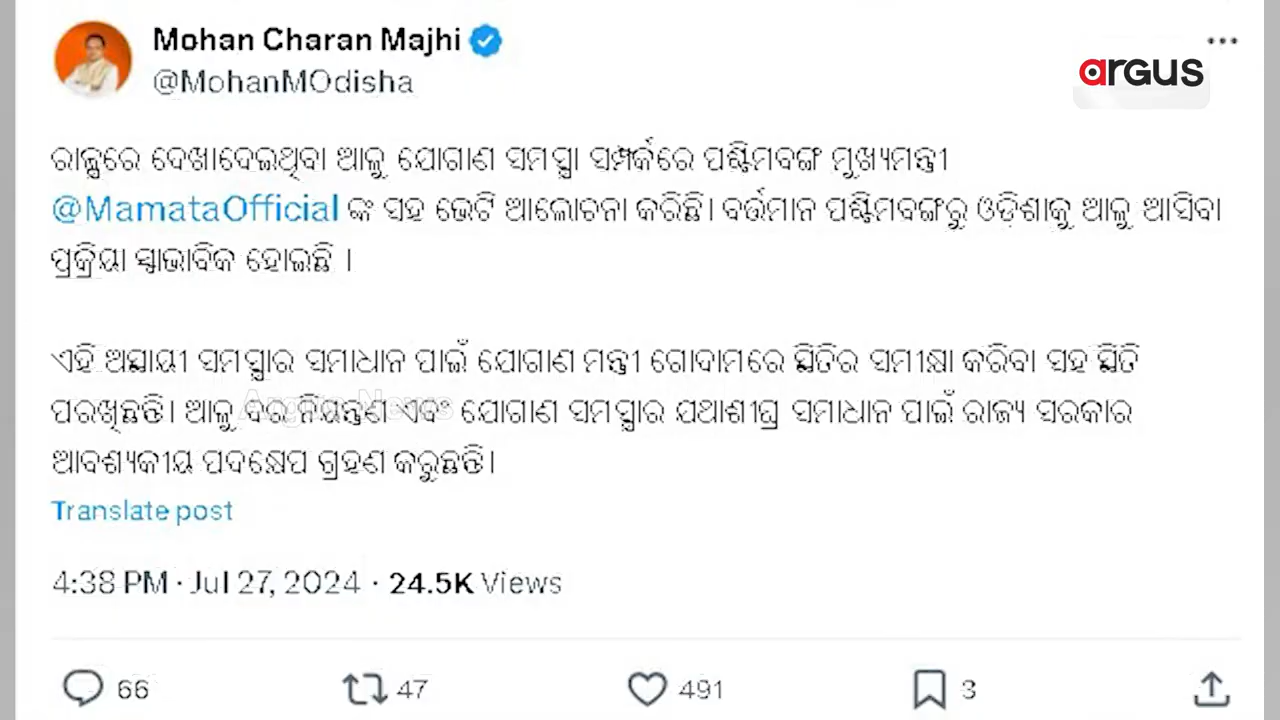 Mohan Charan Majhi
@MohanMOdisha
argus
ରାଜ୍ଯରେ ଦେଖାଦେଇଥିବା ଆଳୁ ଯୋଗାଣ ସମସ୍ଯା ସମ୍ପର୍କରେ ପଶ୍ଚିମବଙ୍ଗ ମୁଖ୍ୟମନ୍ତ୍ରୀ
@MamataOfficial ଙ୍କ ସହ ଭେଟି ଆଲୋଚନା କରିଛି। ବର୍ତ୍ତମାନ ପଶ୍ଚିମବଙ୍ଗରୁ ଓଡ଼ିଶାକୁ ଆଳୁ ଆସିବା
ପ୍ରକ୍ରିୟା ସ୍ୱାଭାବିକ ହୋଇଛି ।
ଏହି ଅସ୍ଥାୟୀ ସମସ୍ଯାର ସମାଧାନ ପାଇଁ ଯୋଗାଣ ମନ୍ତ୍ରୀ ଗୋଦାମରେ ସ୍ଥିତିର ସମୀକ୍ଷା କରିବା ସହ ସ୍ଥିତି
ପରଖିଛନ୍ତି। ଆଳୁ ଦର ନିୟନ୍ତ୍ରଣ ଏବଂ ଯୋଗାଣ ସମସ୍ଯାର ଯଥାଶୀଘ୍ର ସମାଧାନ ପାଇଁ ରାଜ୍ୟ ସରକାର
ଆବଶ୍ୟକୀୟ ପଦକ୍ଷେପ ଗ୍ରହଣ କରୁଛନ୍ତି।
Argus News
Translate post
4:38 PM · Jul 27, 2024 · 24.5K Views
66 47 491 3